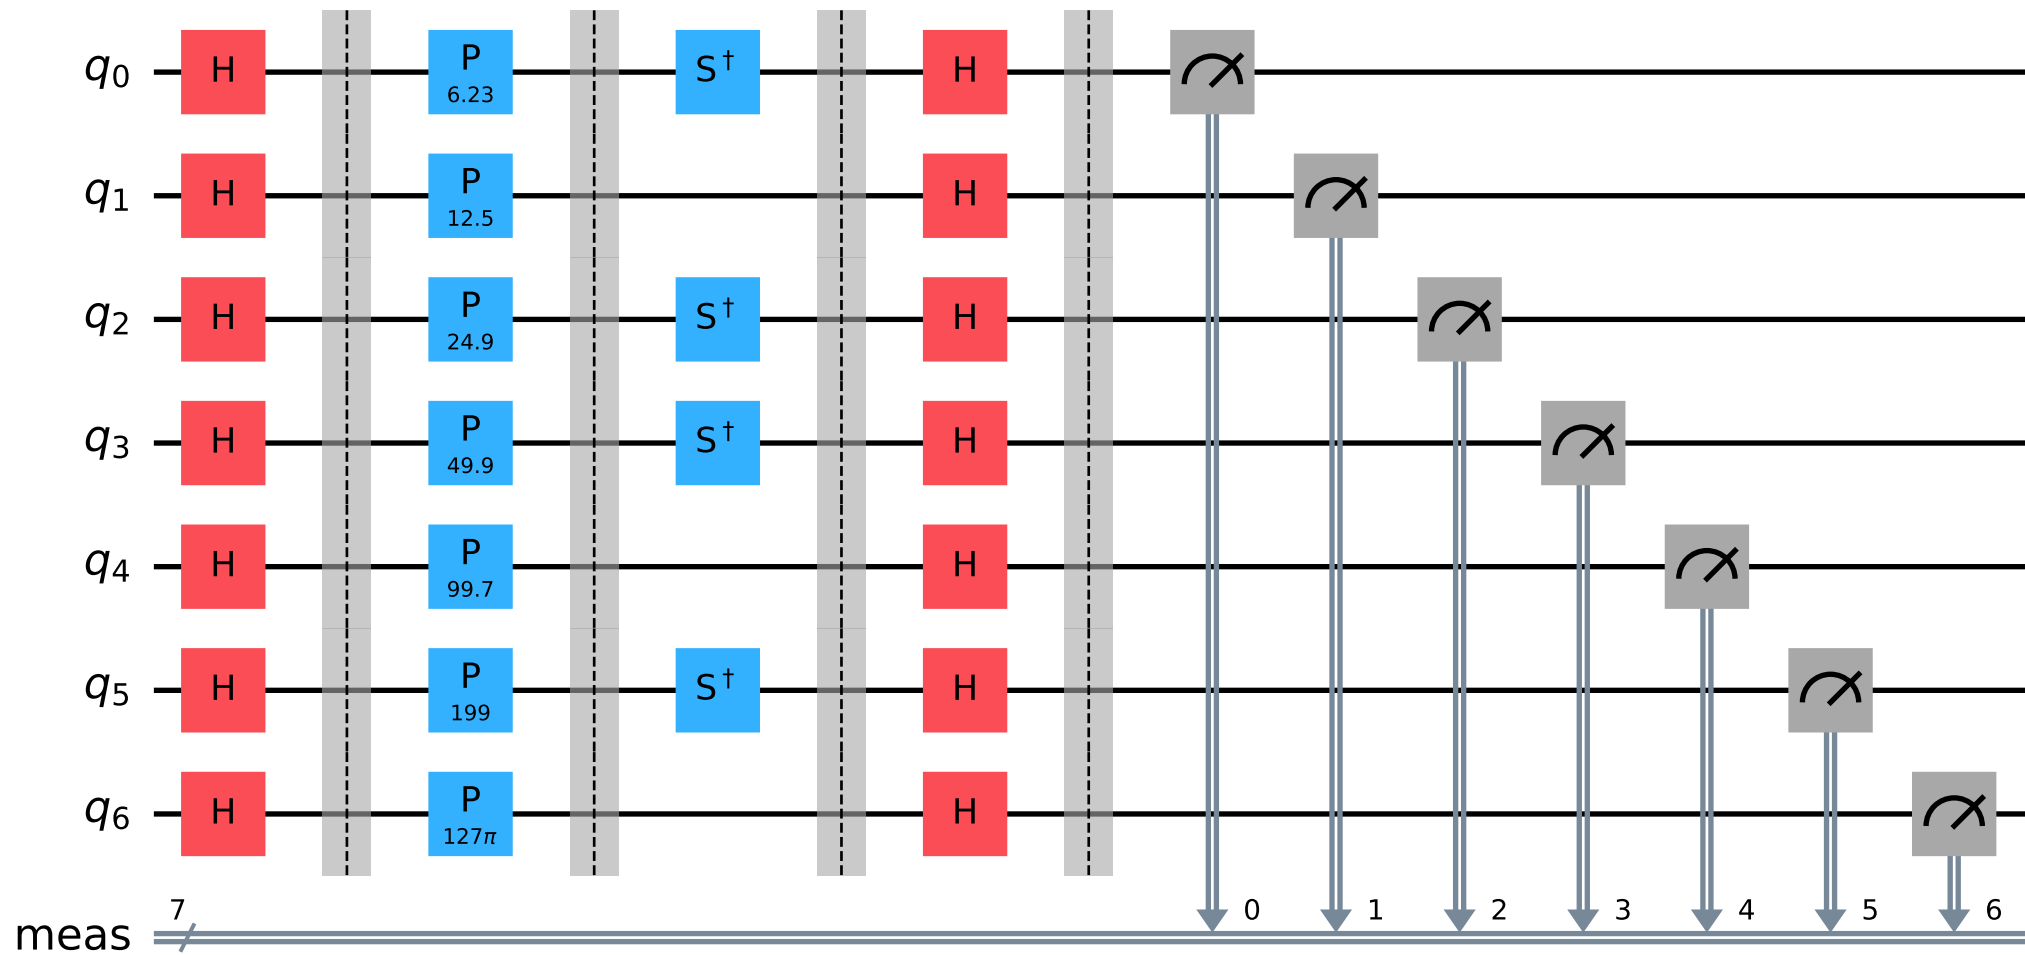 q0 H P 6.23 S† H
q1 H P 12.5 H
q2 H P 24.9 S† H
q3 H P 49.9 S† H
q4 H P 99.7 H
q5 H P 199 S† H
q6 H P 127π H
7 0 1 2 3 4 5 6
meas